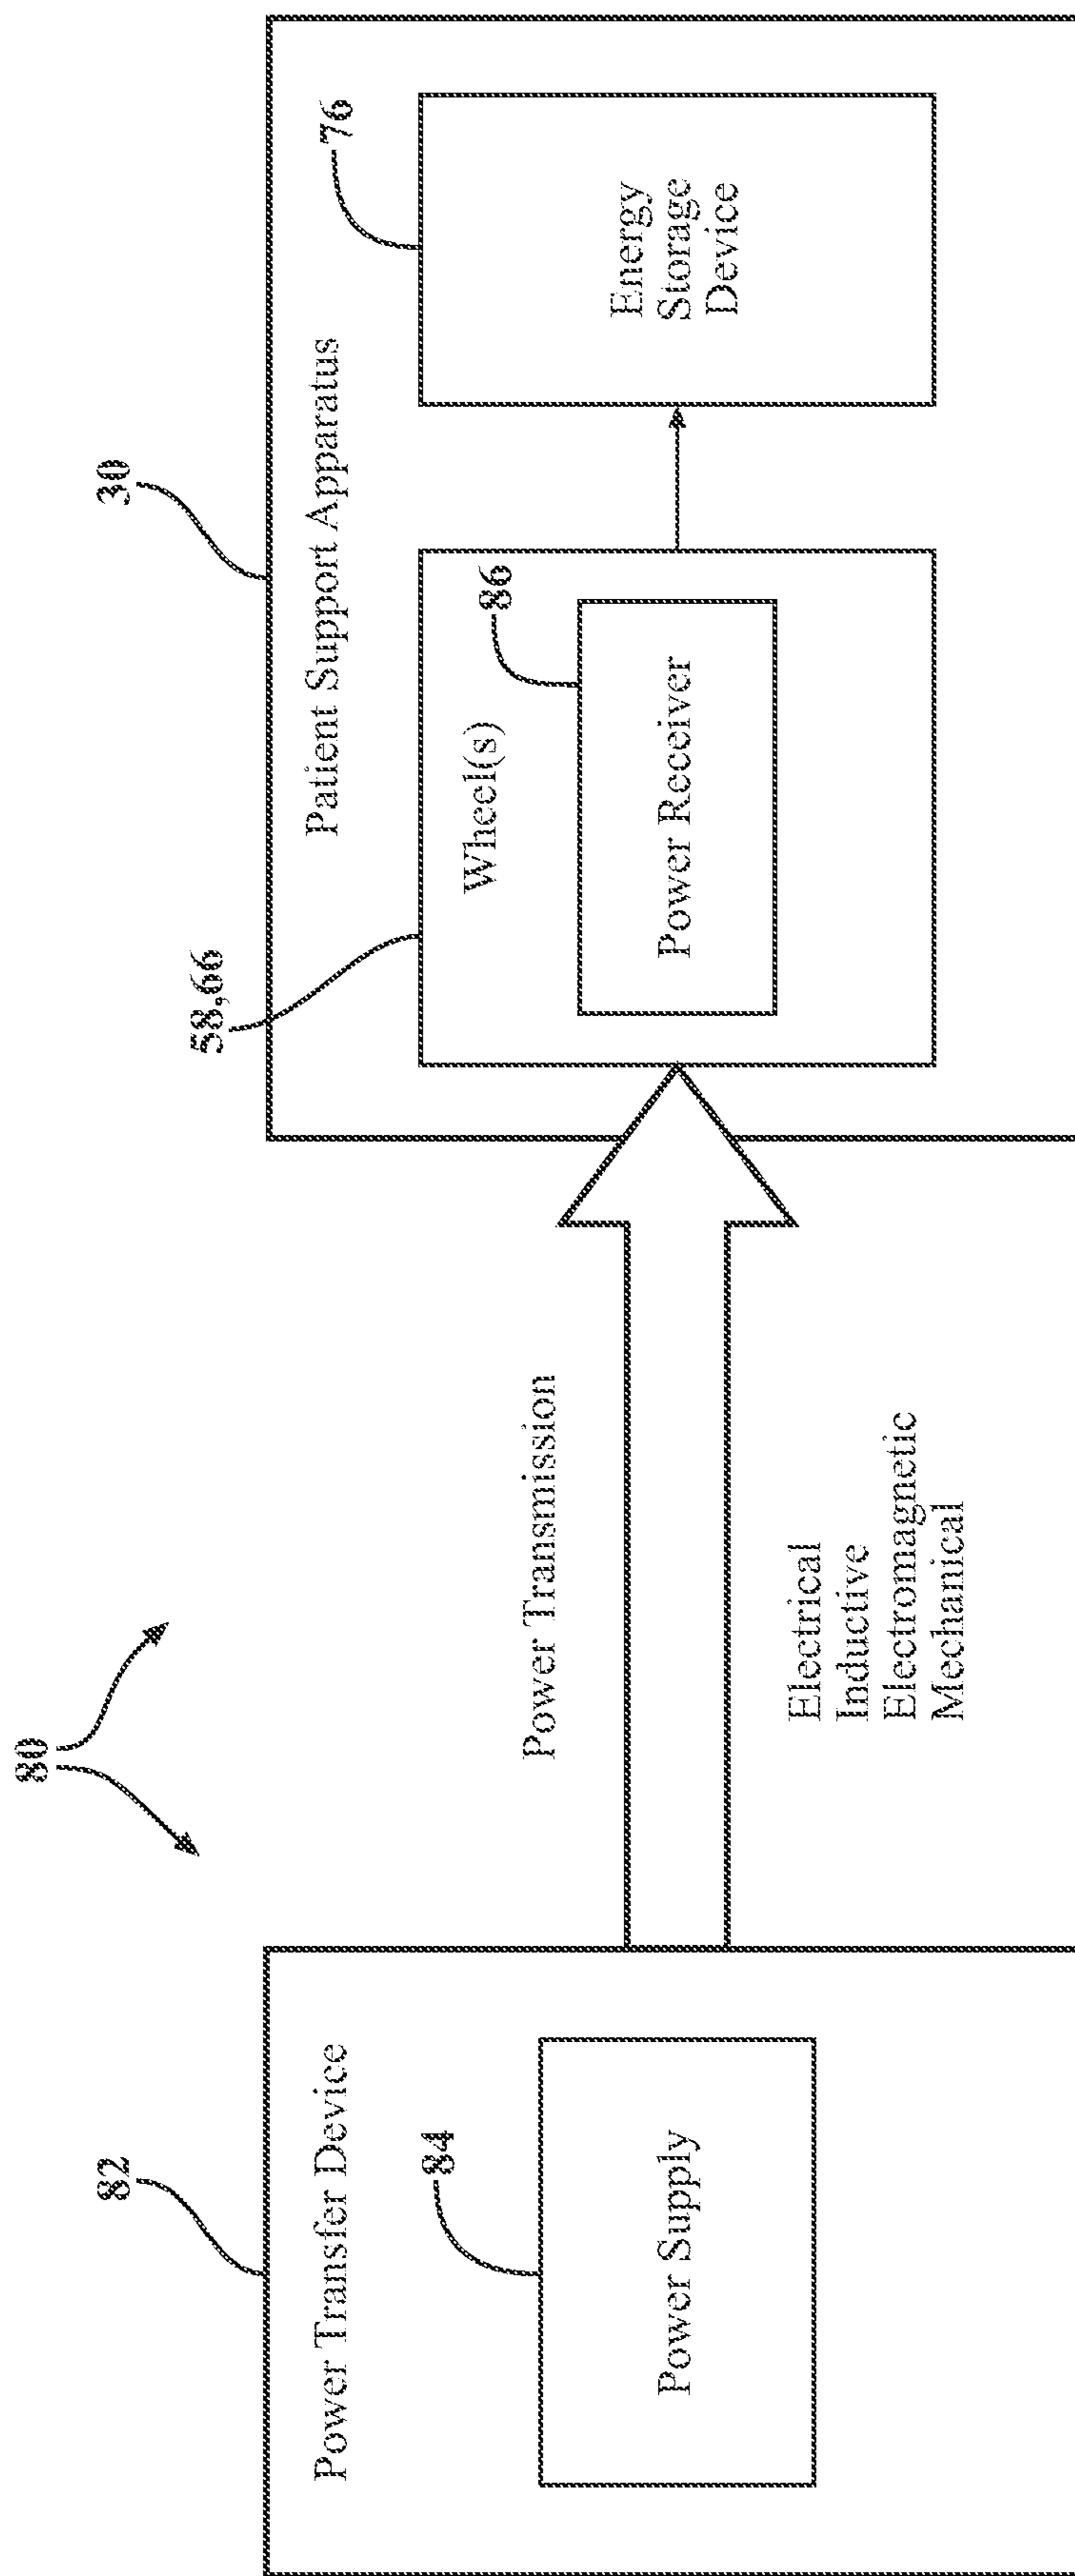 80
82
Power Transfer Device
84
Power Supply
Power Transmission
Electrical
Inductive
Electromagnetic
Mechanical
30
Patient Support Apparatus
58,66
Wheel(s)
86
Power Receiver
76
Energy
Storage
Device